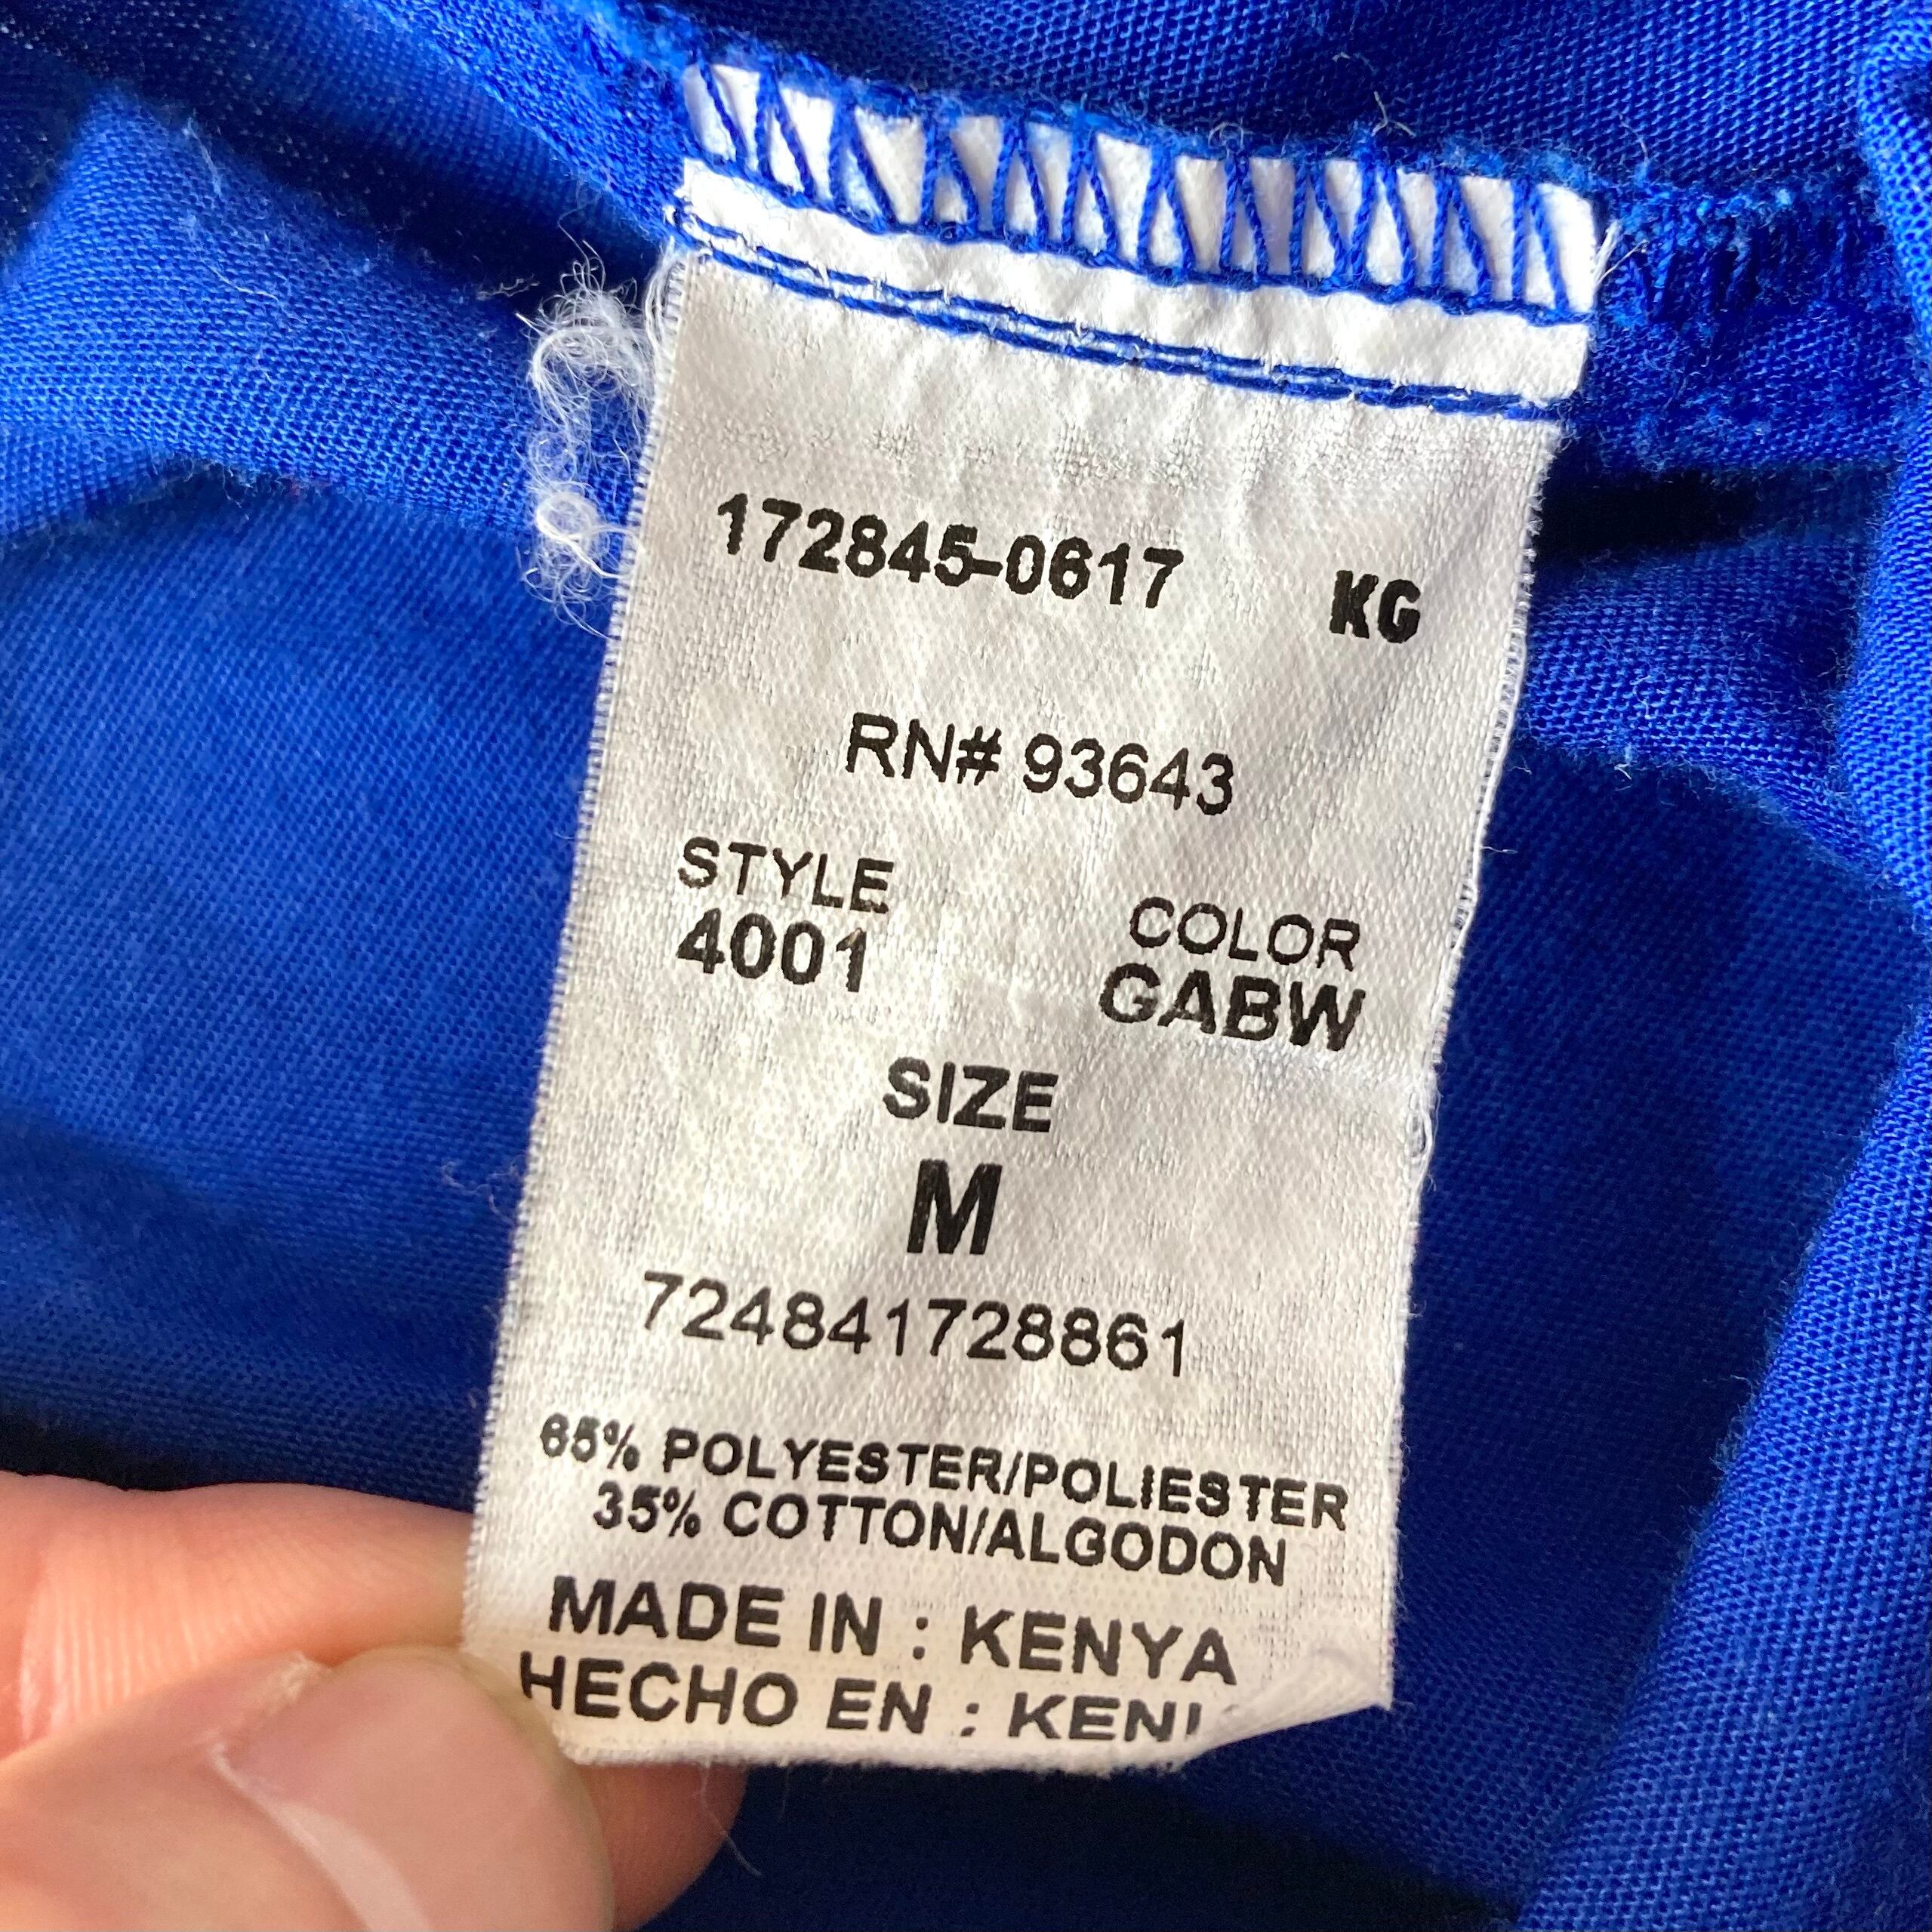 172845-0617 KG
RN# 93643
STYLE COLOR
4001 GABW
SIZE
M
724841728861
65% POLYESTER/POLIESTER
35% COTTON/ALGODON
MADE IN : KENYA
HECHO EN :